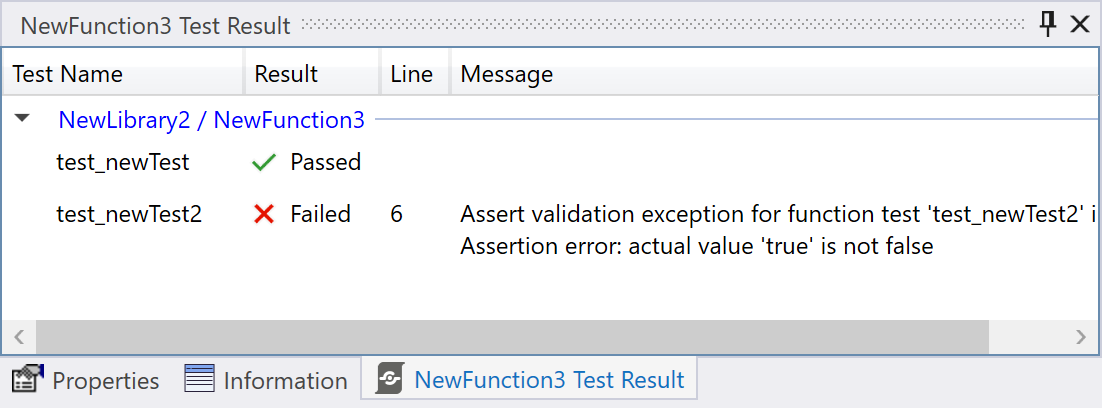 NewFunction3 Test Result
Test Name Result Line Message
NewLibrary2 / NewFunction3
test_newTest Passed
test_newTest2 Failed 6 Assert validation exception for function test 'test_newTest2' i
Assertion error: actual value 'true' is not false
Properties Information NewFunction3 Test Result